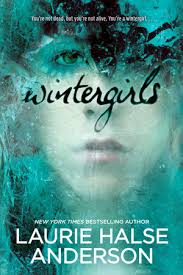 You're not dead, but you're not alive. You're a wintergirl.
wintergirls
NEW YORK TIMES BESTSELLING AUTHOR
LAURIE HALSE
ANDERSON